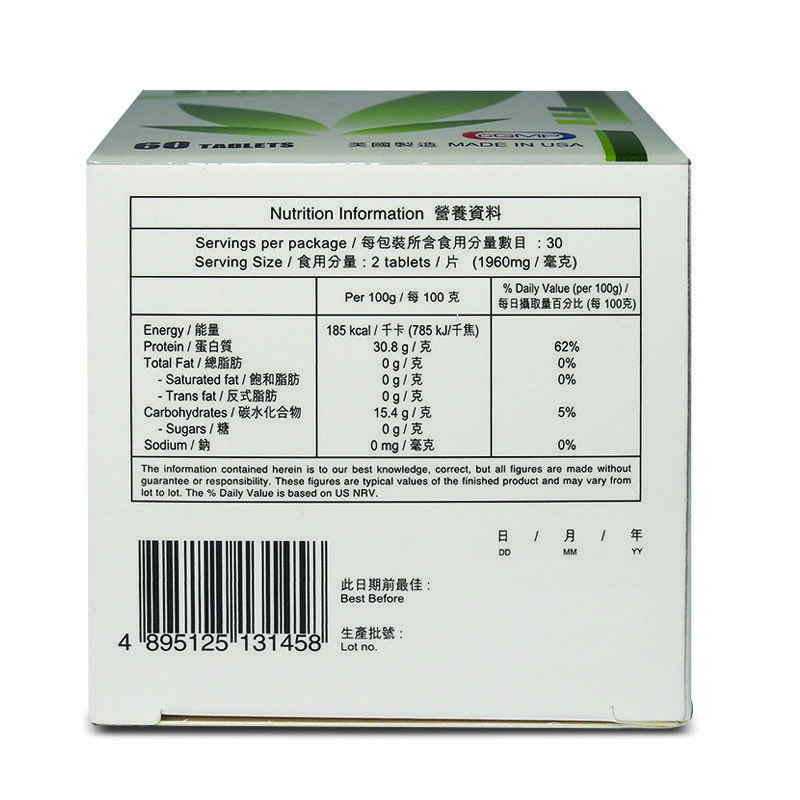 60 TABLETS
美國製造 MADE IN USA
CGMP
Nutrition Information 營養資料
Servings per package / 每包裝所含食用分量數目 : 30
Serving Size / 食用分量 : 2 tablets / 片 (1960mg / 毫克)
Per 100g / 每 100 克
% Daily Value (per 100g) /
每日攝取量百分比 (每 100克)
Energy / 能量 185 kcal / 千卡 (785 kJ/千焦)
Protein / 蛋白質 30.8 g / 克 62%
Total Fat / 總脂肪 0 g / 克 0%
- Saturated fat / 飽和脂肪 0 g / 克 0%
- Trans fat / 反式脂肪 0 g / 克
Carbohydrates / 碳水化合物 15.4 g / 克 5%
- Sugars / 糖 0 g / 克
Sodium / 鈉 0 mg / 毫克 0%
The information contained herein is to our best knowledge, correct, but all figures are made without
guarantee or responsibility. These figures are typical values of the finished product and may vary from
lot to lot. The % Daily Value is based on US NRV.
日 / 月 / 年
DD MM YY
此日期前最佳 :
Best Before
生產批號 :
Lot no.
4 895125 131458